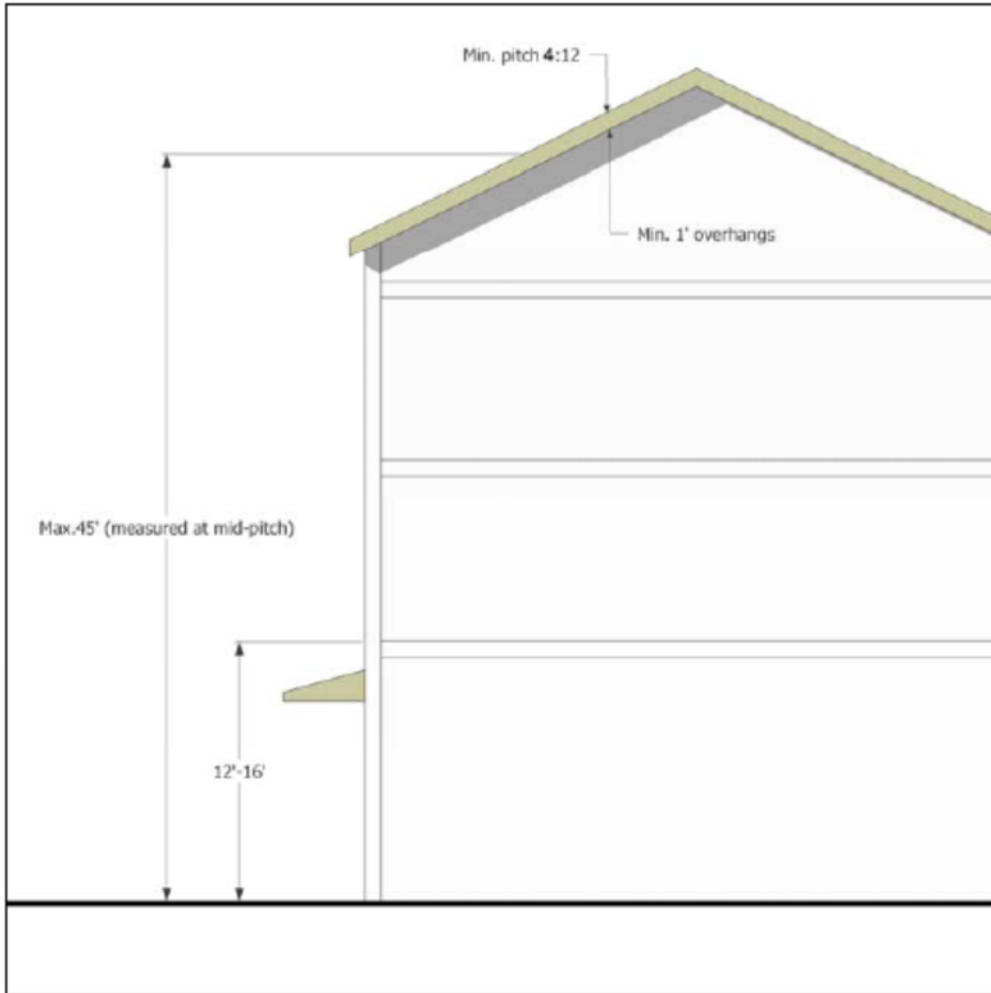 Min. pitch 4:12
Min. 1' overhangs
Max.45' (measured at mid-pitch)
12'-16'